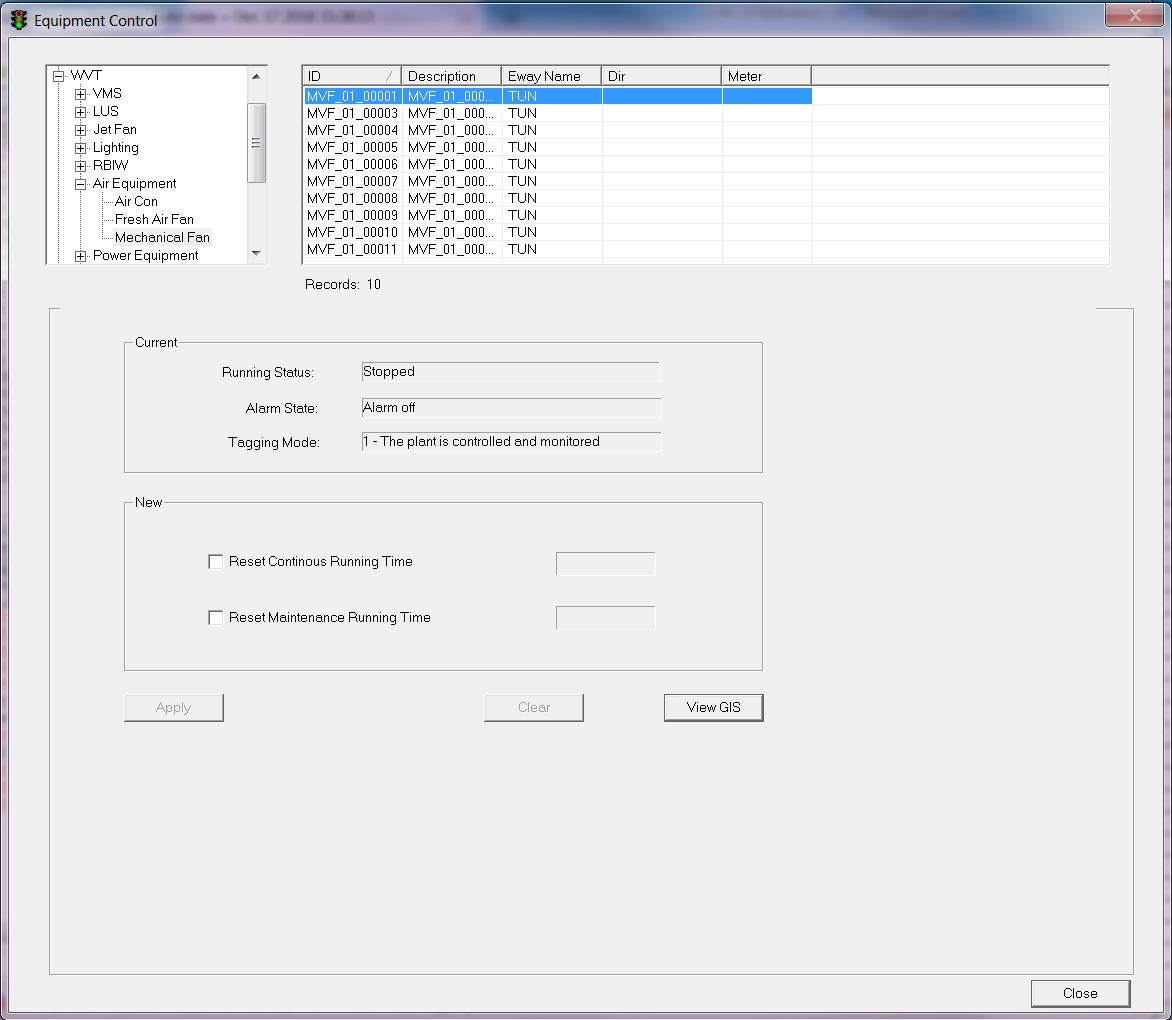 Equipment Control
WVT
VMS
LUS
Jet Fan
Lighting
RBIW
Air Equipment
Air Con
Fresh Air Fan
Mechanical Fan
Power Equipment
ID Description Eway Name Dir Meter
MVF_01_00001 MVF_01_000... TUN
MVF_01_00003 MVF_01_000... TUN
MVF_01_00004 MVF_01_000... TUN
MVF_01_00005 MVF_01_000... TUN
MVF_01_00006 MVF_01_000... TUN
MVF_01_00007 MVF_01_000... TUN
MVF_01_00008 MVF_01_000... TUN
MVF_01_00009 MVF_01_000... TUN
MVF_01_00010 MVF_01_000... TUN
MVF_01_00011 MVF_01_000... TUN
Records: 10
Current
Running Status: Stopped
Alarm State: Alarm off
Tagging Mode: 1 - The plant is controlled and monitored
New
Reset Continous Running Time
Reset Maintenance Running Time
Apply Clear View GIS
Close